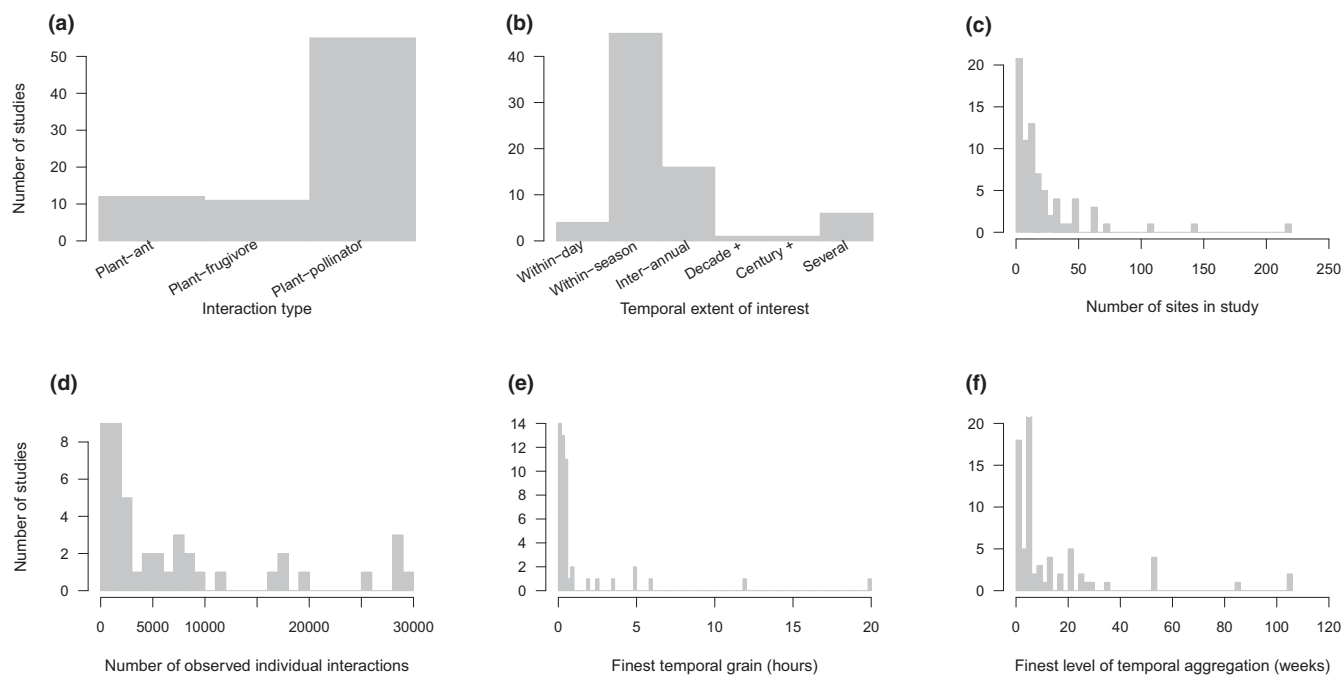 (a)
Number of studies
50
40
30
20
10
0
Plant–ant
Plant–frugivore
Plant–pollinator
Interaction type
(b)
40
30
20
10
0
Within–day
Within–season
Inter–annual
Decade +
Century +
Several
Temporal extent of interest
(c)
20
15
10
5
0
0 50 100 150 200 250
Number of sites in study
(d)
Number of studies
8
6
4
2
0
0 5000 10000 20000 30000
Number of observed individual interactions
(e)
14
12
10
8
6
4
2
0
0 5 10 15 20
Finest temporal grain (hours)
(f)
20
15
10
5
0
0 20 40 60 80 100 120
Finest level of temporal aggregation (weeks)